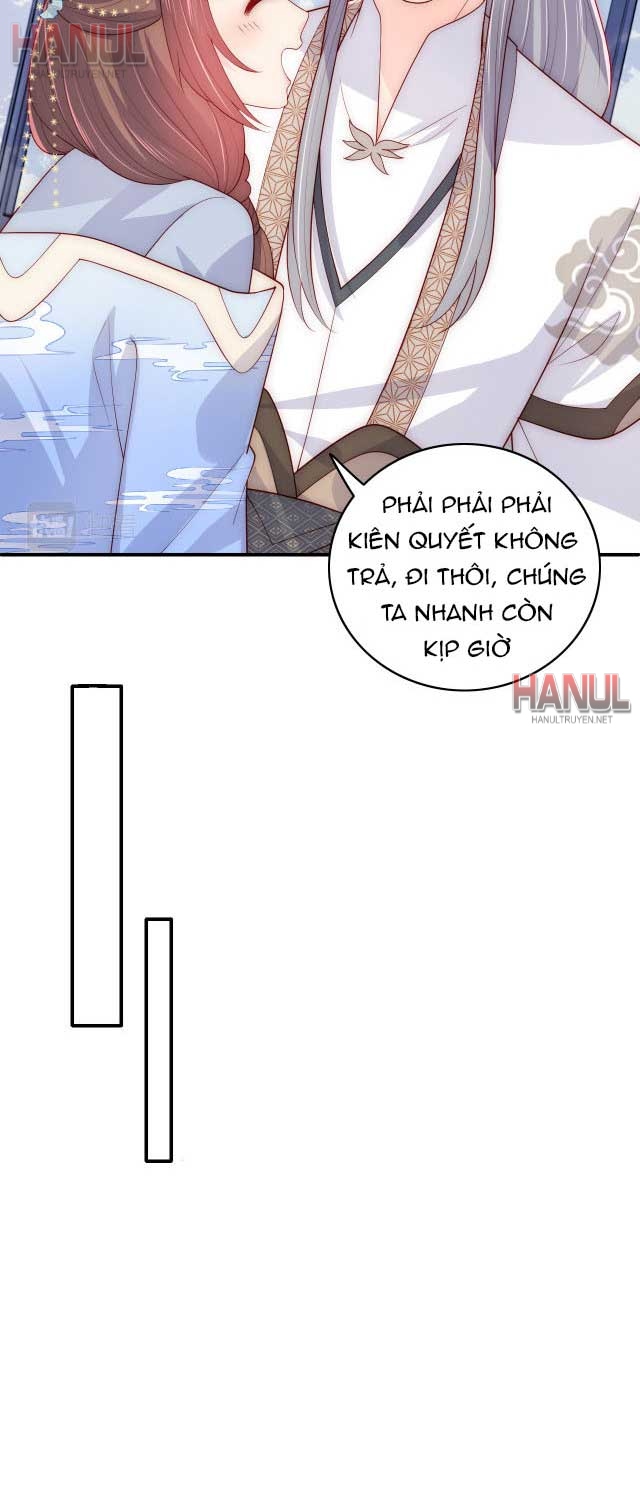 HANUL
HANULTRUYEN.NET
PHẢI PHẢI PHẢI
KIÊN QUYẾT KHÔNG
TRẢ, ĐI THÔI, CHÚNG
TA NHANH CÒN
KỊP GIỜ
HANUL
HANULTRUYEN.NET